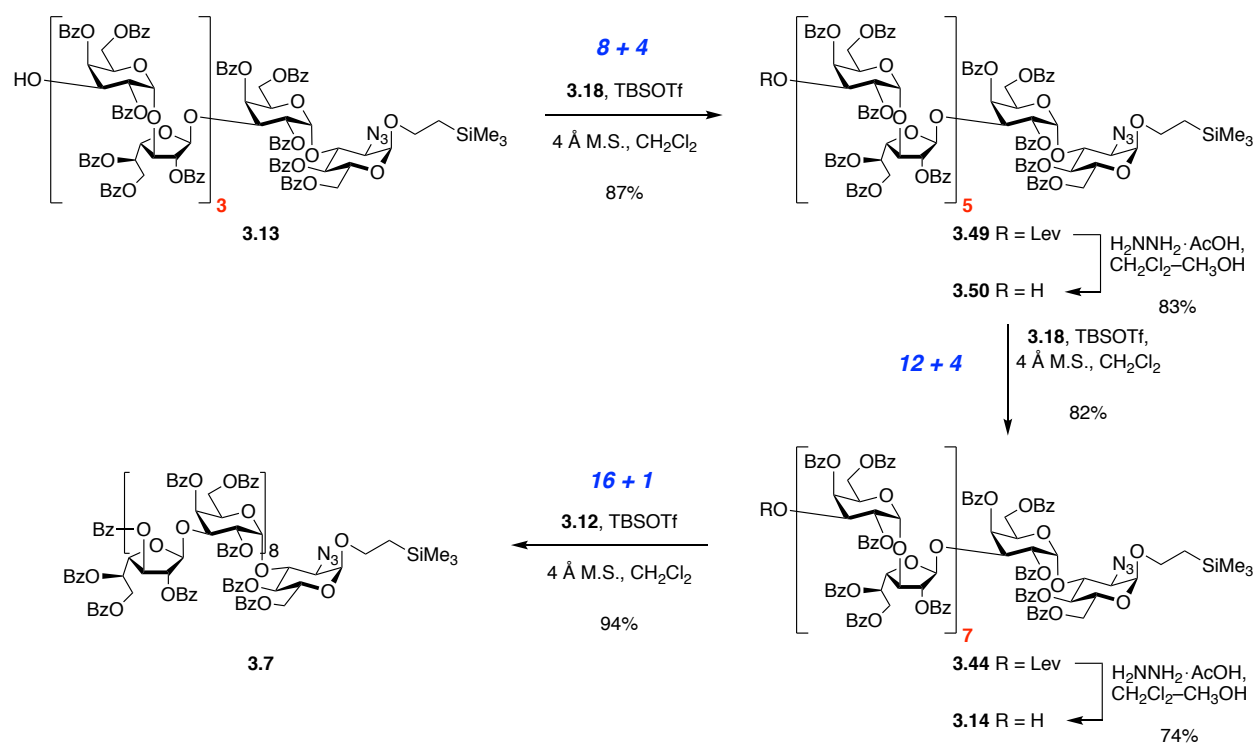 BzO OBz
O
HO
BzO
O
O
O
BzO OBz
O
BzO
BzO
OBz
BzO
3
O
BzO
BzO
N3
O
O
SiMe3
3.13
8 + 4
3.18, TBSOTf
4 Å M.S., CH2Cl2
87%
BzO OBz
O
RO
BzO
O
O
O
BzO OBz
O
BzO
BzO
OBz
BzO
5
O
BzO
BzO
N3
O
O
SiMe3
3.49 R = Lev
3.50 R = H
H2NNH2·AcOH,
CH2Cl2–CH3OH
83%
12 + 4
3.18, TBSOTf,
4 Å M.S., CH2Cl2
82%
BzO OBz
O
RO
BzO
O
O
O
BzO OBz
O
BzO
BzO
OBz
BzO
7
O
BzO
BzO
N3
O
O
SiMe3
3.44 R = Lev
3.14 R = H
H2NNH2·AcOH,
CH2Cl2–CH3OH
74%
16 + 1
3.12, TBSOTf
4 Å M.S., CH2Cl2
94%
BzO OBz
O
Bz
O
O
O
BzO
8
BzO
OBz
BzO
O
BzO
BzO
N3
O
O
SiMe3
3.7